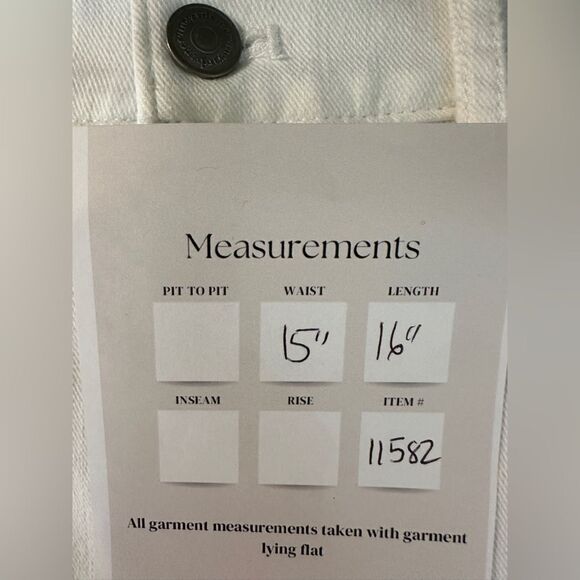 Measurements
PIT TO PIT WAIST LENGTH
15" 16"
INSEAM RISE ITEM #
11582
All garment measurements taken with garment
lying flat